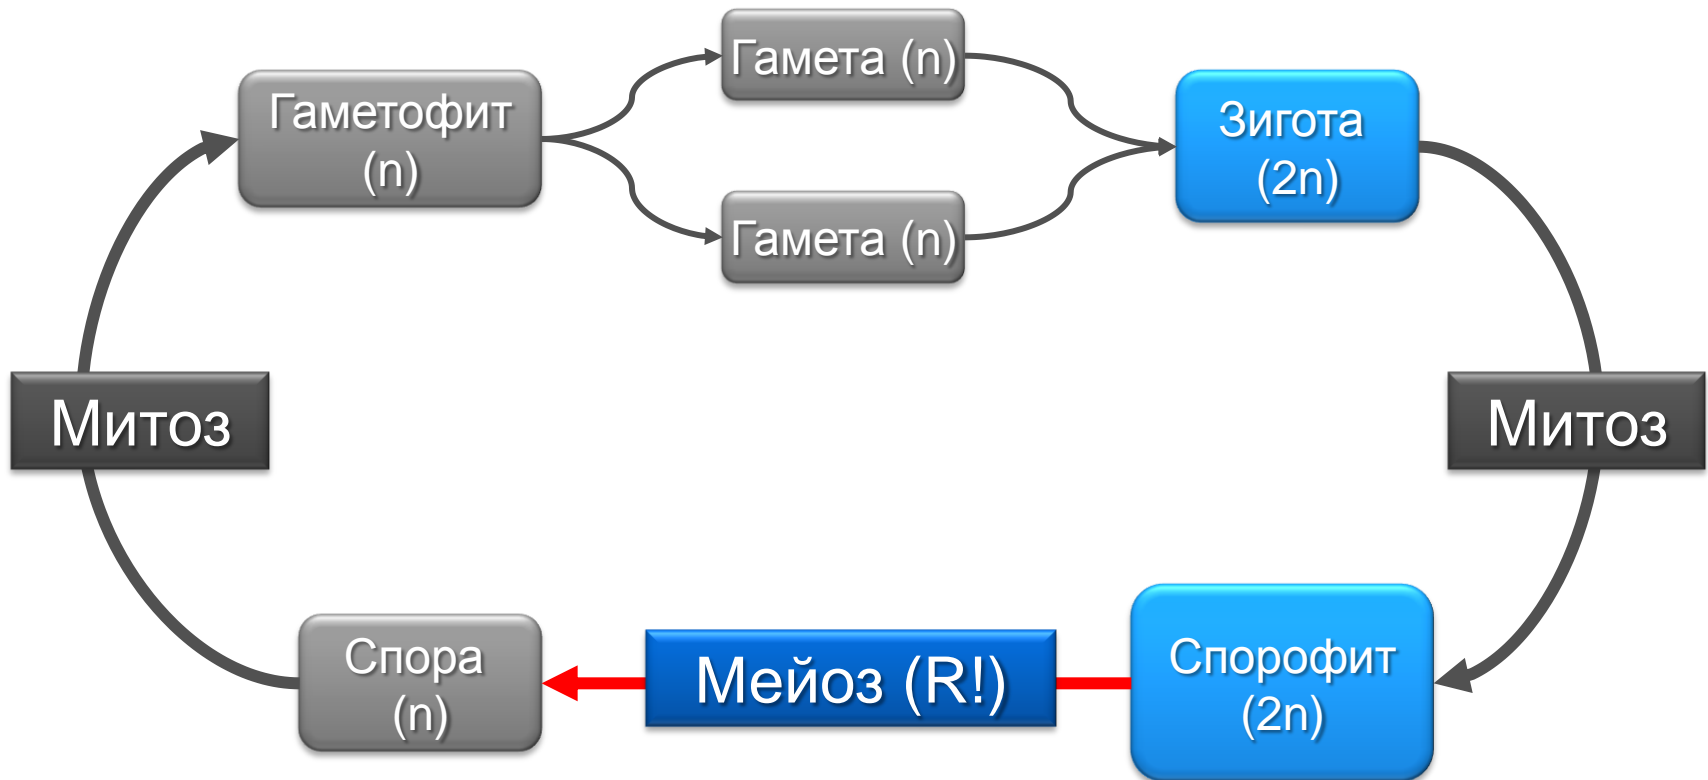 Гамета (n)
Гаметофит
(n)
Зигота
(2n)
Гамета (n)
Митоз
Митоз
Спора
(n)
Мейоз (R!)
Спорофит
(2n)